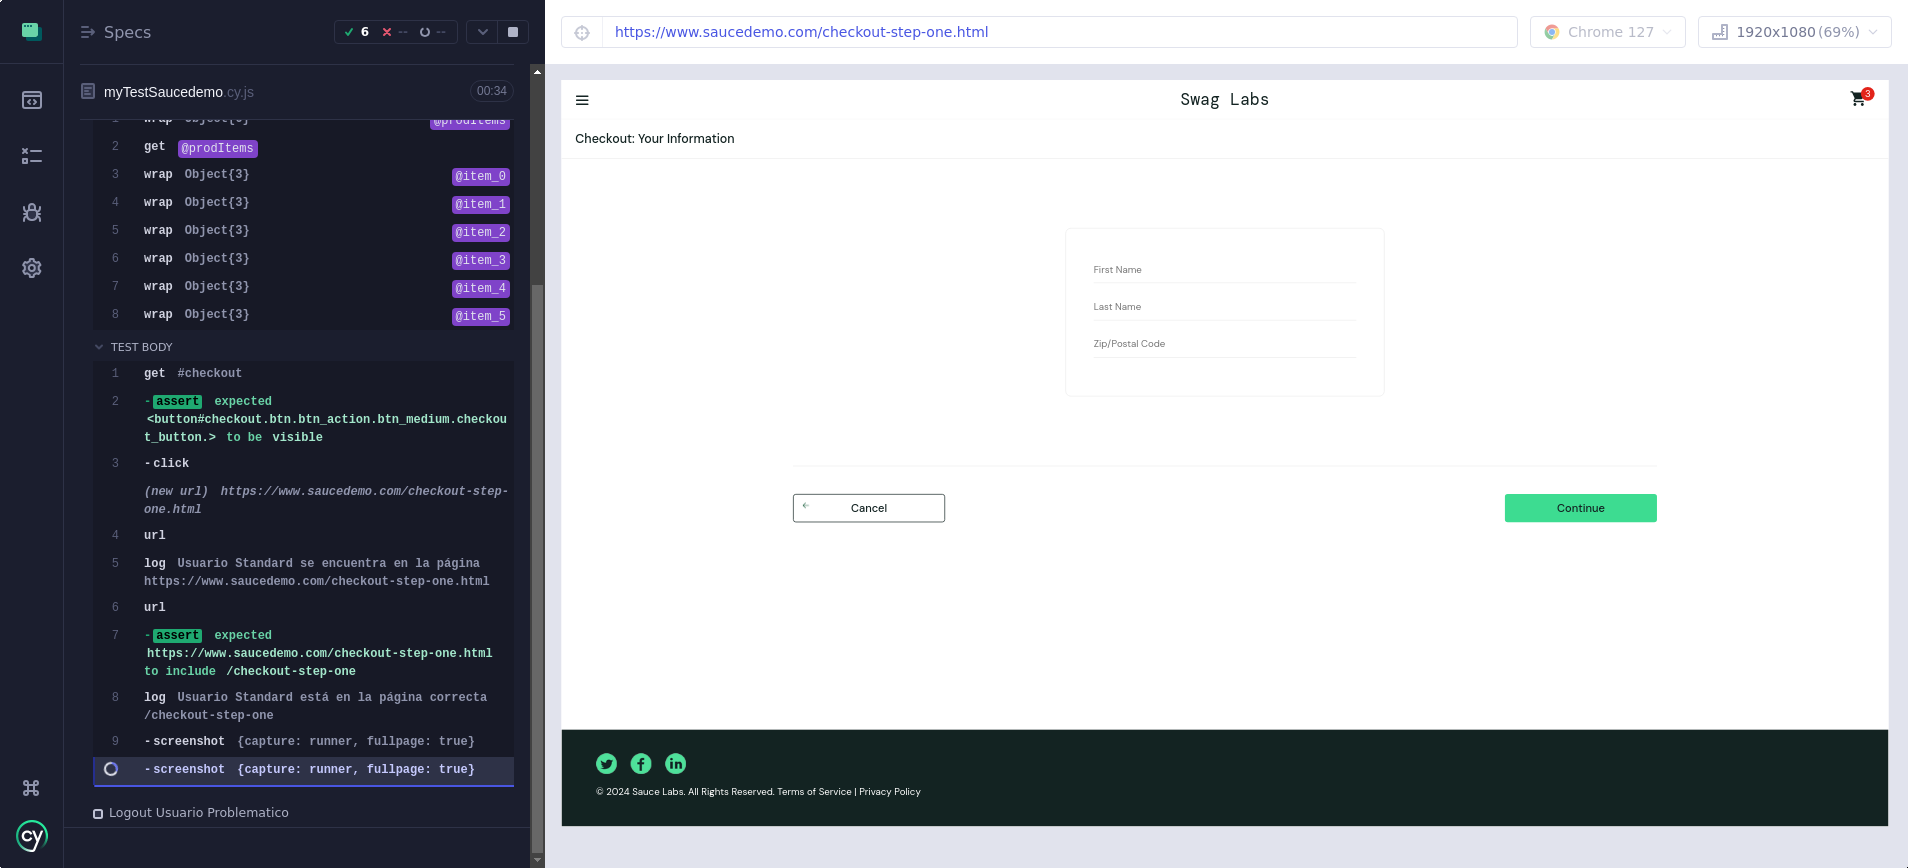 Specs
6 -- --
https://www.saucedemo.com/checkout-step-one.html
Chrome 127
1920x1080 (69%)
myTestSaucedemo.cy.js
00:34
1 wrap Object{6} @prodItems
2 get @prodItems
3 wrap Object{3} @item_0
4 wrap Object{3} @item_1
5 wrap Object{3} @item_2
6 wrap Object{3} @item_3
7 wrap Object{3} @item_4
8 wrap Object{3} @item_5
TEST BODY
1 get #checkout
2 -assert expected
<button#checkout.btn.btn_action.btn_medium.checkou
t_button.> to be visible
3 -click
(new url) https://www.saucedemo.com/checkout-step-
one.html
4 url
5 log Usuario Standard se encuentra en la página
https://www.saucedemo.com/checkout-step-one.html
6 url
7 -assert expected
https://www.saucedemo.com/checkout-step-one.html
to include /checkout-step-one
8 log Usuario Standard está en la página correcta
/checkout-step-one
9 -screenshot {capture: runner, fullpage: true}
-screenshot {capture: runner, fullpage: true}
Logout Usuario Problematico
cy
Swag Labs
3
Checkout: Your Information
First Name
Last Name
Zip/Postal Code
Cancel
Continue
© 2024 Sauce Labs. All Rights Reserved. Terms of Service | Privacy Policy